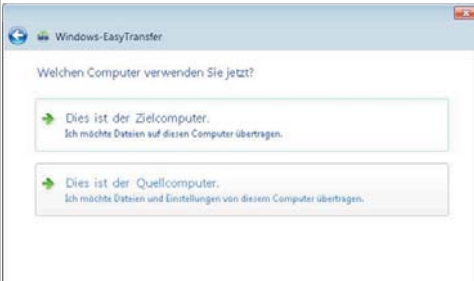 Windows-EasyTransfer
Welchen Computer verwenden Sie jetzt?
Dies ist der Zielcomputer.
Ich möchte Dateien auf diesen Computer übertragen.
Dies ist der Quellcomputer.
Ich möchte Dateien und Einstellungen von diesem Computer übertragen.